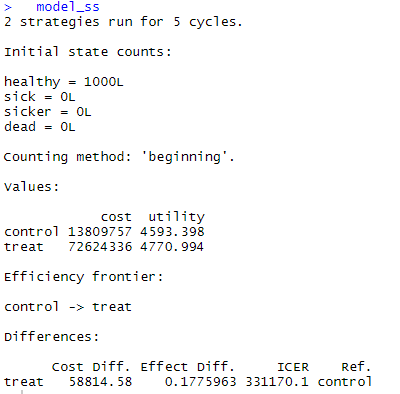 >   model_ss
2 strategies run for 5 cycles.
Initial state counts:
healthy = 1000L
sick = 0L
sicker = 0L
dead = 0L
Counting method: 'beginning'.
Values:
cost utility
control 13809757 4593.398
treat 72624336 4770.994
Efficiency frontier:
control -> treat
Differences:
Cost Diff. Effect Diff. ICER Ref.
treat 58814.58 0.1775963 331170.1 control